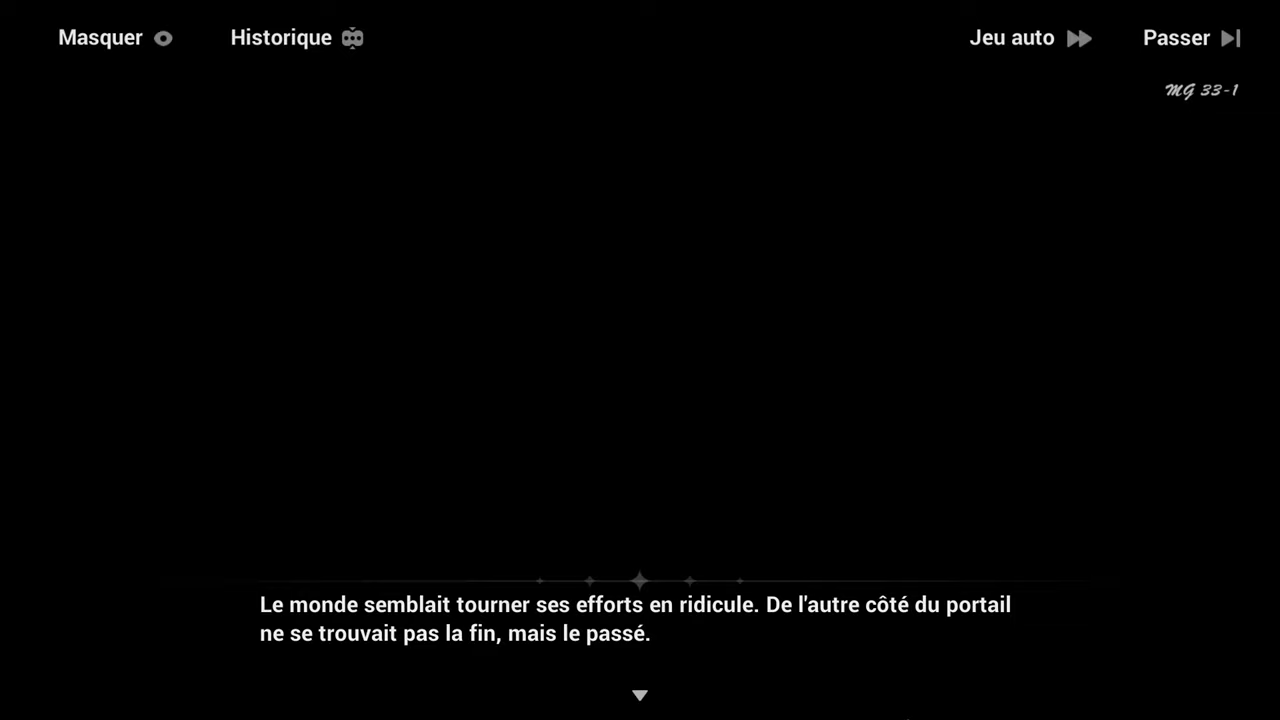 Masquer
Historique
Jeu auto
Passer
MG 33-1
Le monde semblait tourner ses efforts en ridicule. De l'autre côté du portail
ne se trouvait pas la fin, mais le passé.